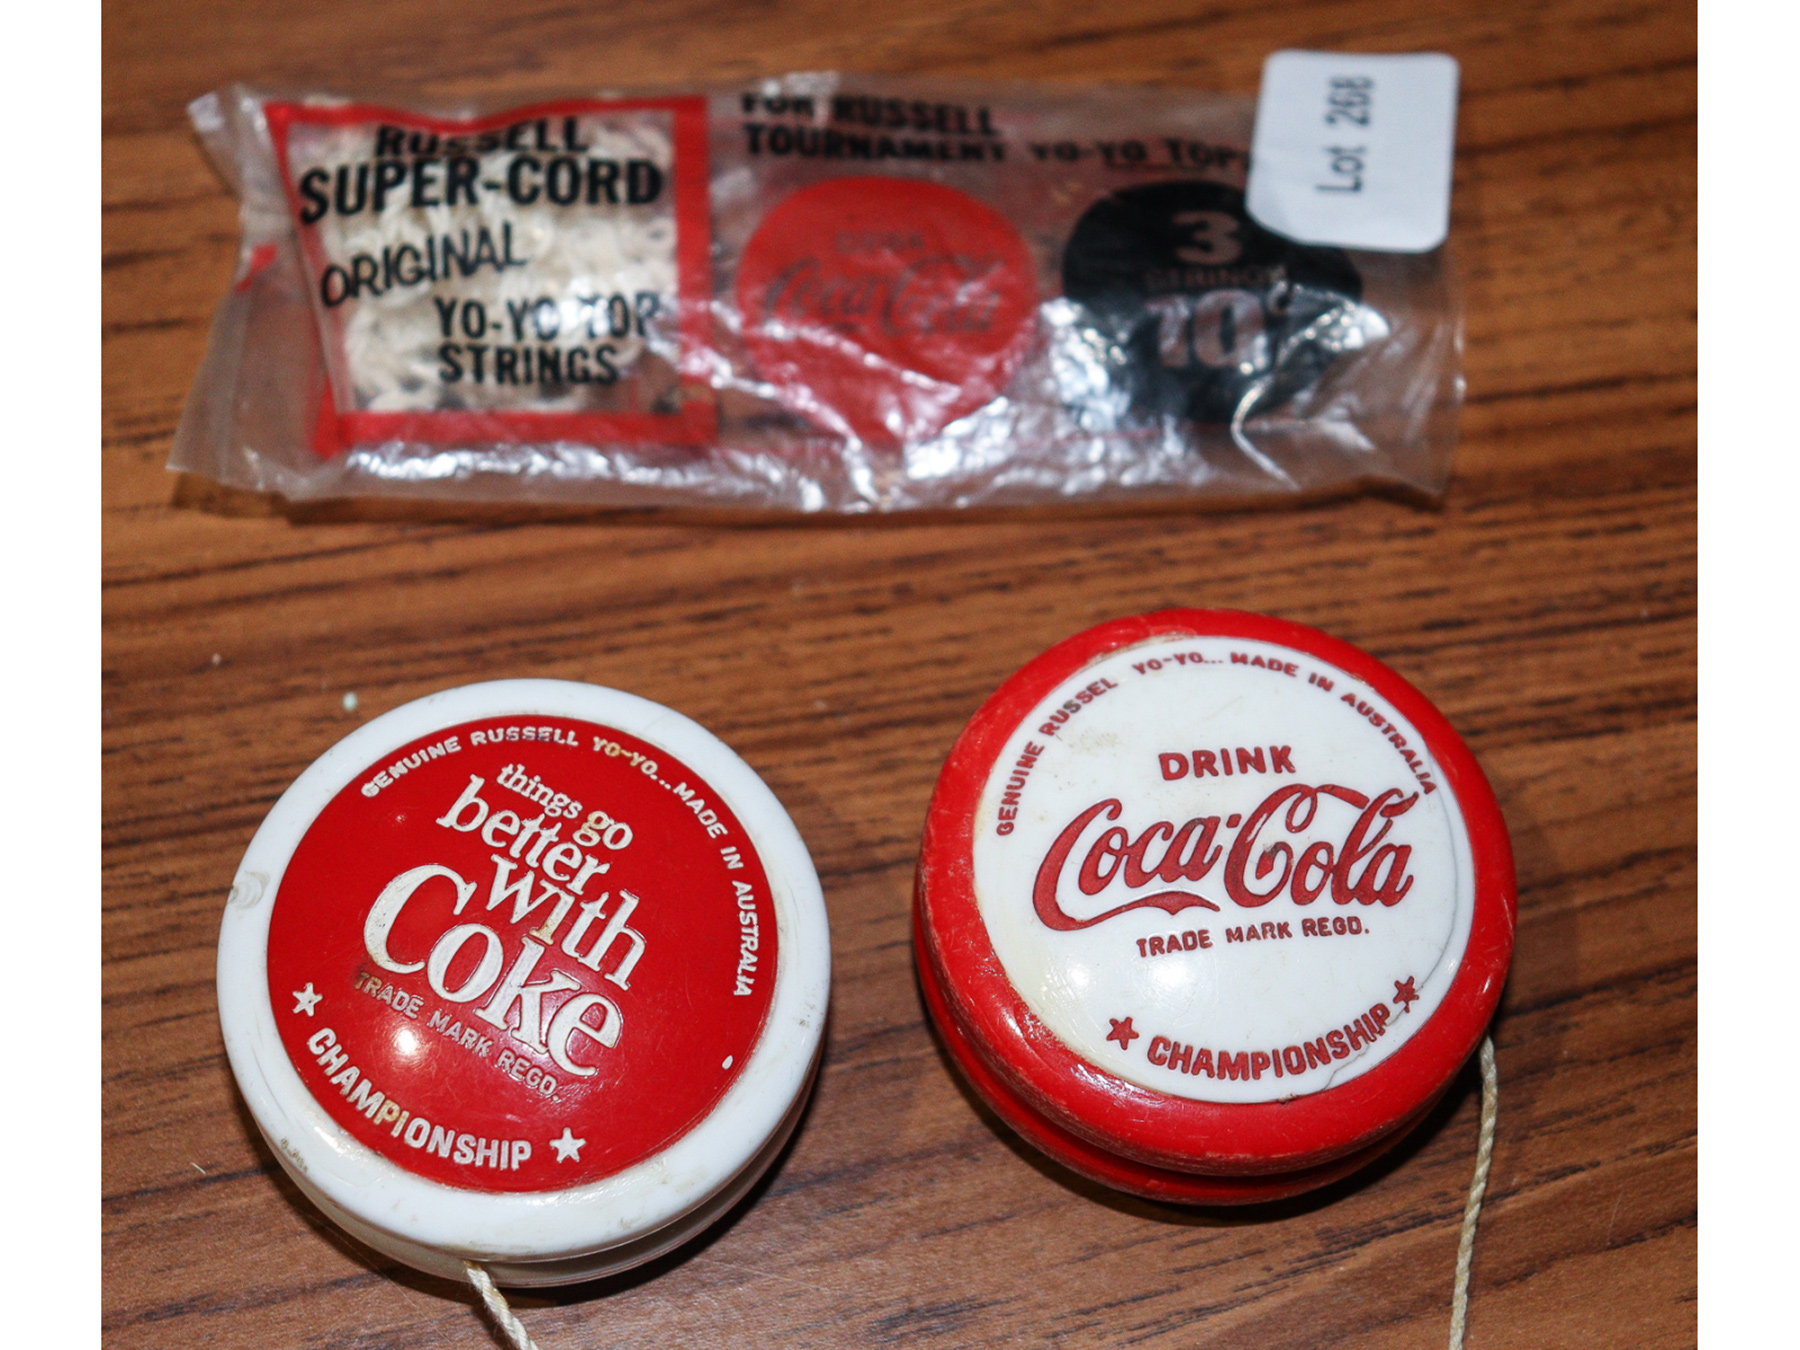 RUSSELL
SUPER-CORD
ORIGINAL
YO-YO TOP
STRINGS
FOR RUSSELL
TOURNAMENT YO-YO TOPS
Coca-Cola
3
STRINGS
10¢
Lot 268
GENUINE RUSSELL YO-YO... MADE IN AUSTRALIA
things go
better
with
Coke
TRADE MARK REGD.
★ CHAMPIONSHIP ★
GENUINE RUSSEL YO-YO... MADE IN AUSTRALIA
DRINK
Coca-Cola
TRADE MARK REGD.
★ CHAMPIONSHIP ★